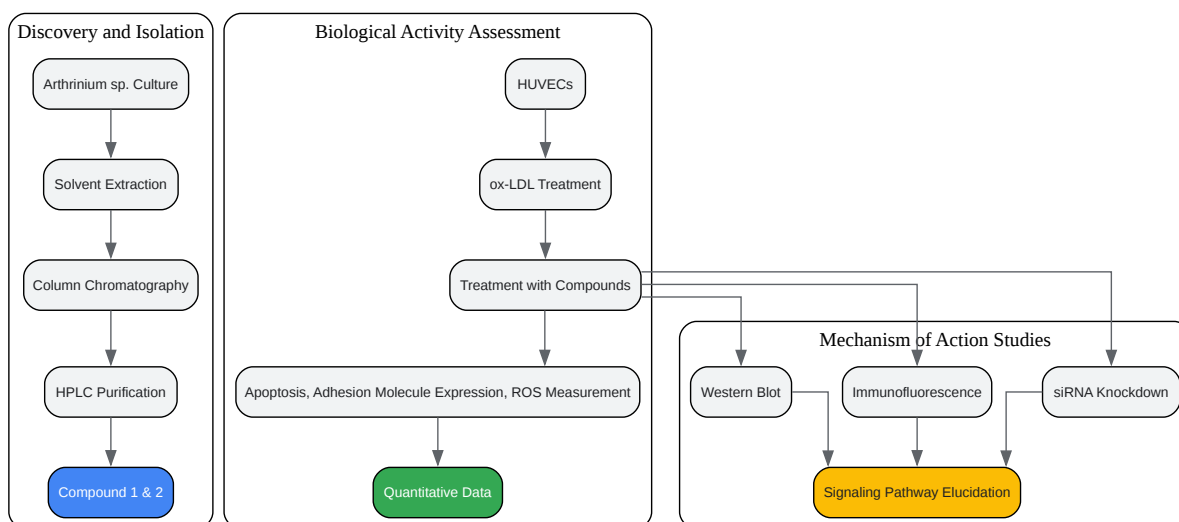 Discovery and Isolation
Arthrinium sp. Culture
Solvent Extraction
Column Chromatography
HPLC Purification
Compound 1 & 2
Biological Activity Assessment
HUVECs
ox-LDL Treatment
Treatment with Compounds
Apoptosis, Adhesion Molecule Expression, ROS Measurement
Quantitative Data
Mechanism of Action Studies
Western Blot
Immunofluorescence
siRNA Knockdown
Signaling Pathway Elucidation